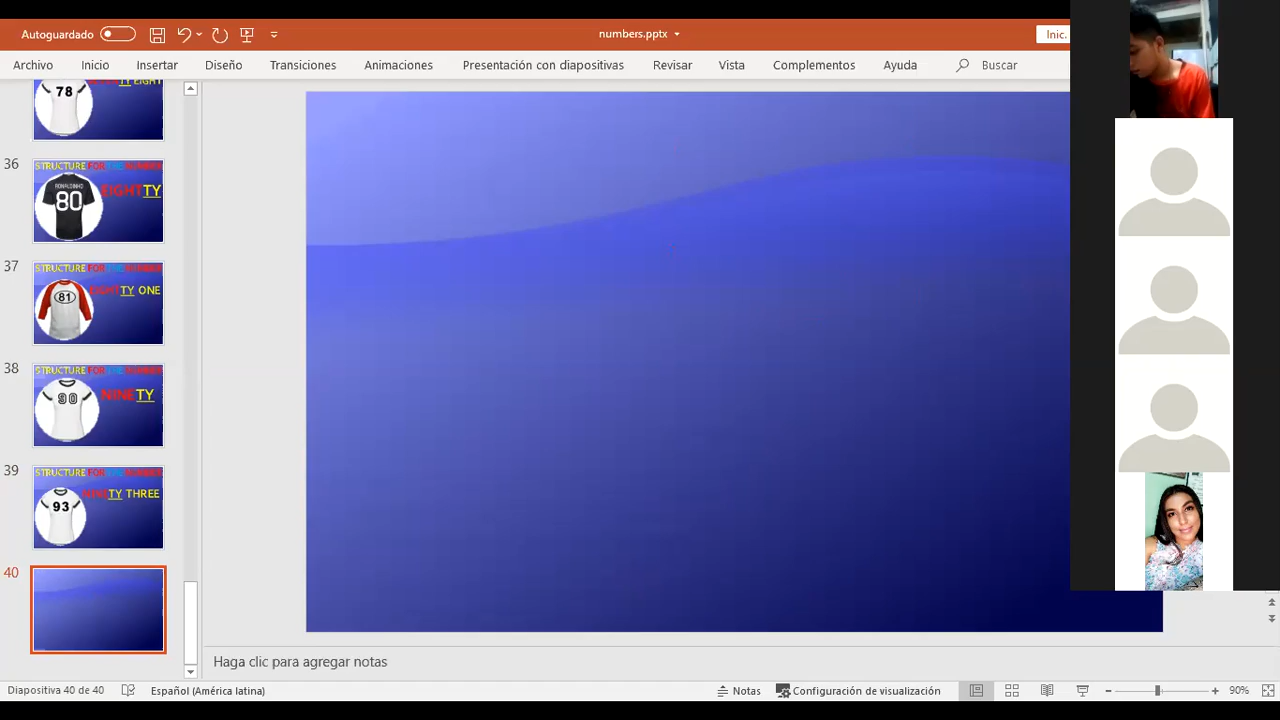 Autoguardado
numbers.pptx
Inic.
Archivo Inicio Insertar Diseño Transiciones Animaciones Presentación con diapositivas Revisar Vista Complementos Ayuda Buscar
78
36
STRUCTURE FOR THE NUMBER
RONALDINHO
80
EIGHTTY
37
STRUCTURE FOR THE NUMBER
81
EIGHTTY ONE
38
STRUCTURE FOR THE NUMBER
90
NINETY
39
STRUCTURE FOR THE NUMBER
93
NINETY THREE
40
Haga clic para agregar notas
Diapositiva 40 de 40 Español (América latina) Notas Configuración de visualización 90%